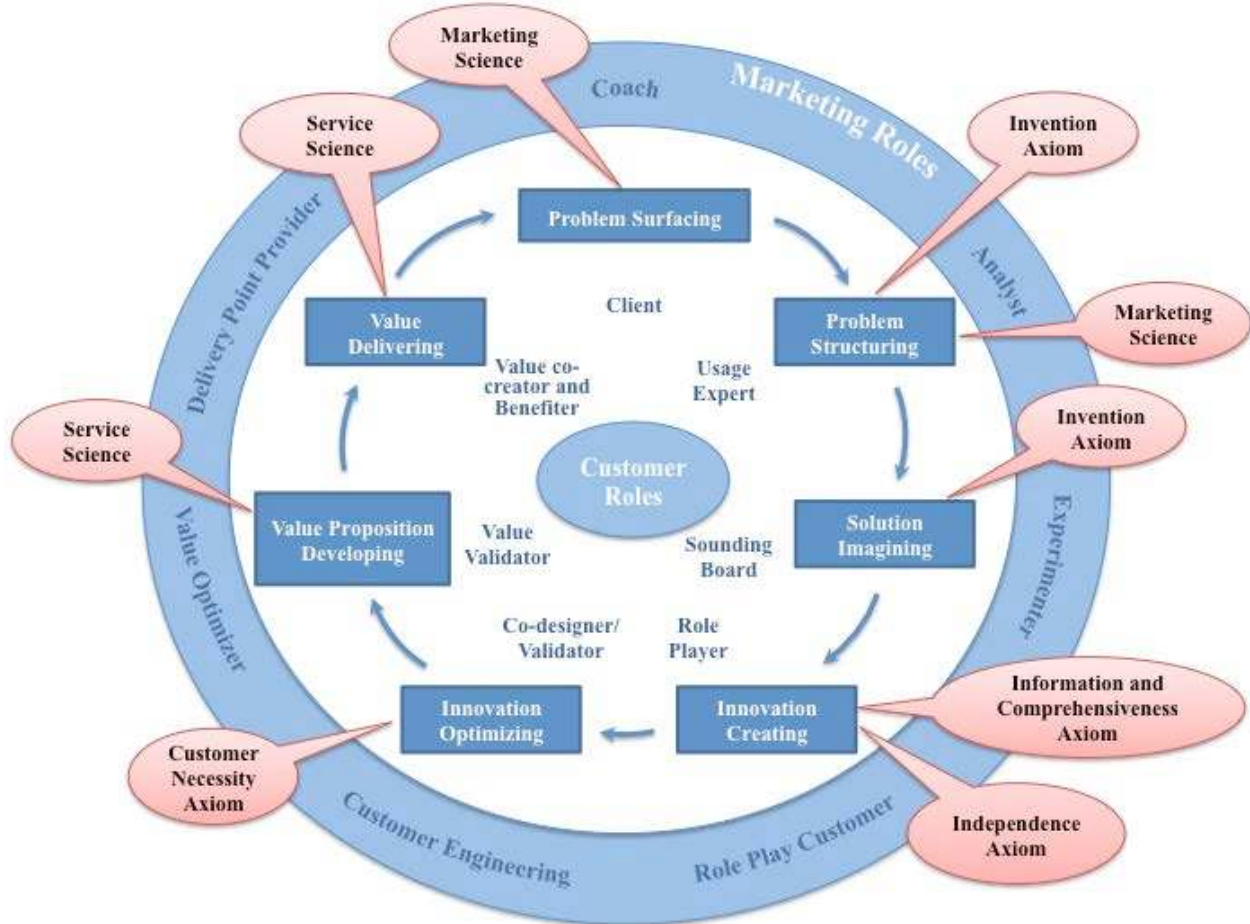 Marketing
Science
Coach
Marketing Roles
Service
Science
Invention
Axiom
Problem Surfacing
Delivery Point Provider
Analyst
Client
Value
Delivering
Problem
Structuring
Marketing
Science
Value co-
creator and
Benefiter
Usage
Expert
Service
Science
Invention
Axiom
Customer
Roles
Value Proposition
Developing
Value
Validator
Sounding
Board
Solution
Imagining
Value Optimizer
Experimenter
Co-designer/
Validator
Role
Player
Innovation
Optimizing
Innovation
Creating
Information and
Comprehensiveness
Axiom
Customer
Necessity
Axiom
Customer Engineering
Role Play Customer
Independence
Axiom